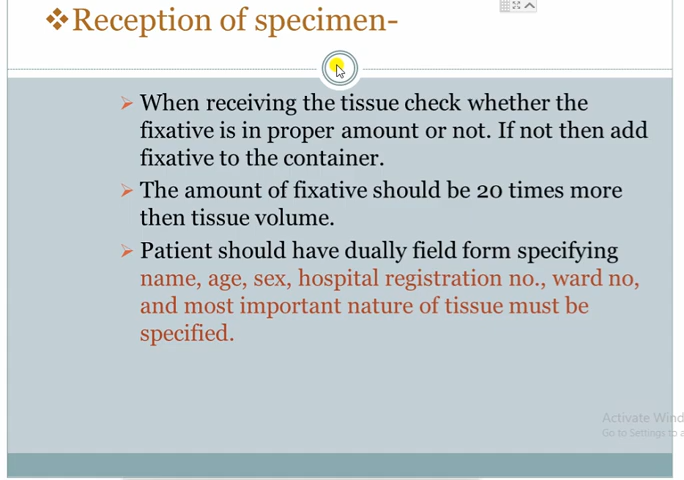 ❖Reception of specimen-
➢ When receiving the tissue check whether the
fixative is in proper amount or not. If not then add
fixative to the container.
➢ The amount of fixative should be 20 times more
then tissue volume.
➢ Patient should have dually field form specifying
name, age, sex, hospital registration no., ward no,
and most important nature of tissue must be
specified.
Activate Wind
Go to Settings to a